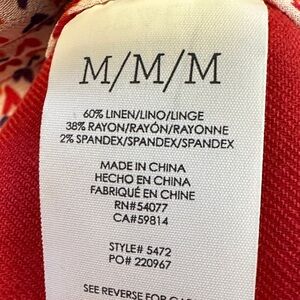 M/M/M
60% LINEN/LINO/LINGE
38% RAYON/RAYÓN/RAYONNE
2% SPANDEX/SPANDEX/SPANDEX
MADE IN CHINA
HECHO EN CHINA
FABRIQUÉ EN CHINE
RN#54077
CA#59814
STYLE# 5472
PO# 220967
SEE REVERSE FOR